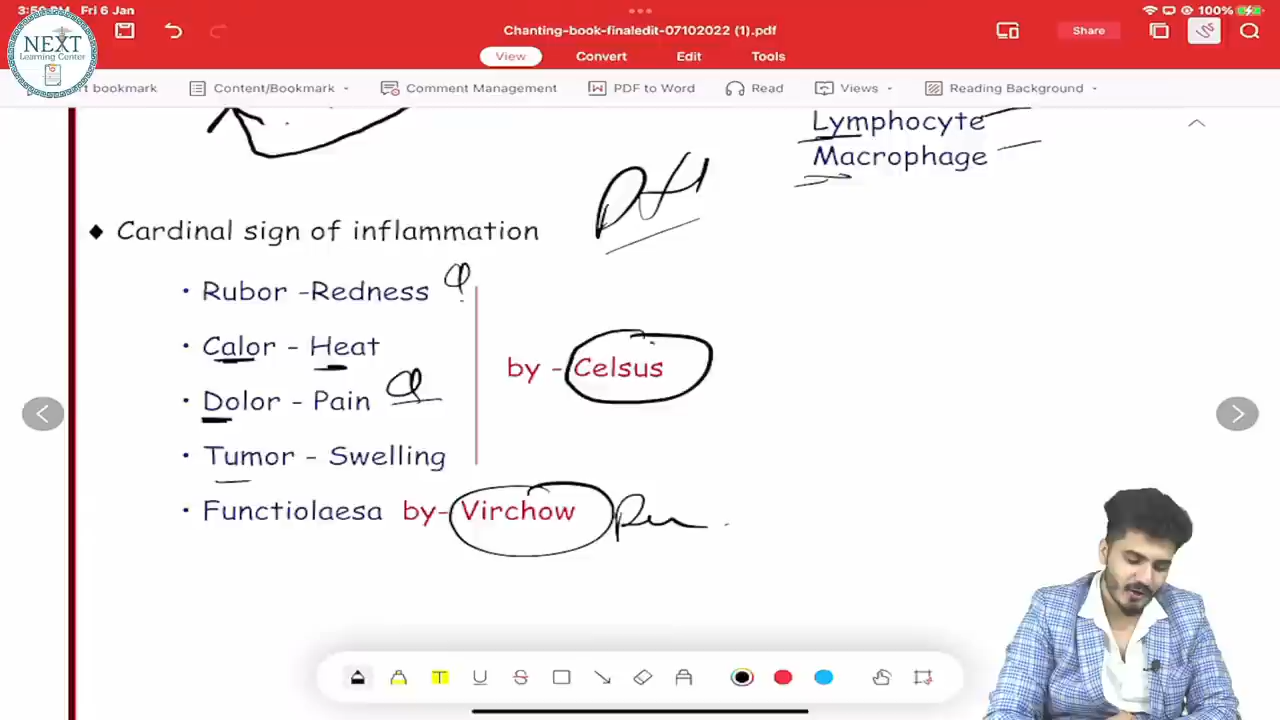 3:50 PM Fri 6 Jan
100%
NEXT
Learning Center
Chanting-book-finaledit-07102022 (1).pdf
Share
View
Convert
Edit
Tools
rt bookmark
Content/Bookmark
Comment Management
PDF to Word
Read
Views
Reading Background
Lymphocyte
Macrophage
◆ Cardinal sign of inflammation
• Rubor -Redness
• Calor - Heat
by - Celsus
• Dolor - Pain
• Tumor - Swelling
• Functiolaesa by- Virchow